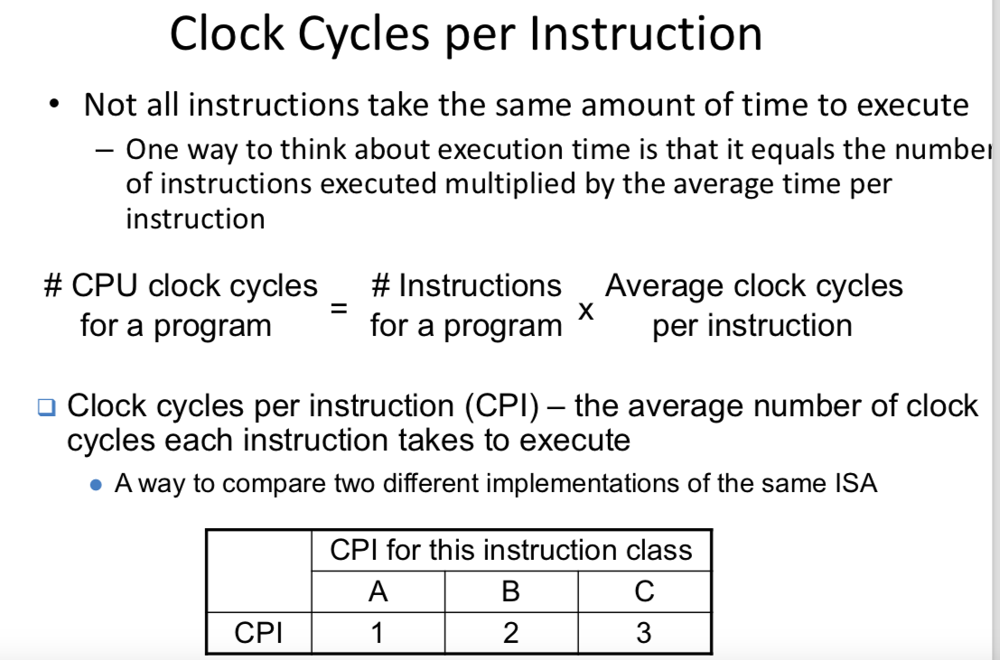 Clock Cycles per Instruction
• Not all instructions take the same amount of time to execute
– One way to think about execution time is that it equals the number
of instructions executed multiplied by the average time per
instruction
# CPU clock cycles for a program = # Instructions for a program x Average clock cycles per instruction
❑ Clock cycles per instruction (CPI) – the average number of clock
cycles each instruction takes to execute
● A way to compare two different implementations of the same ISA
CPI for this instruction class
A B C
CPI 1 2 3